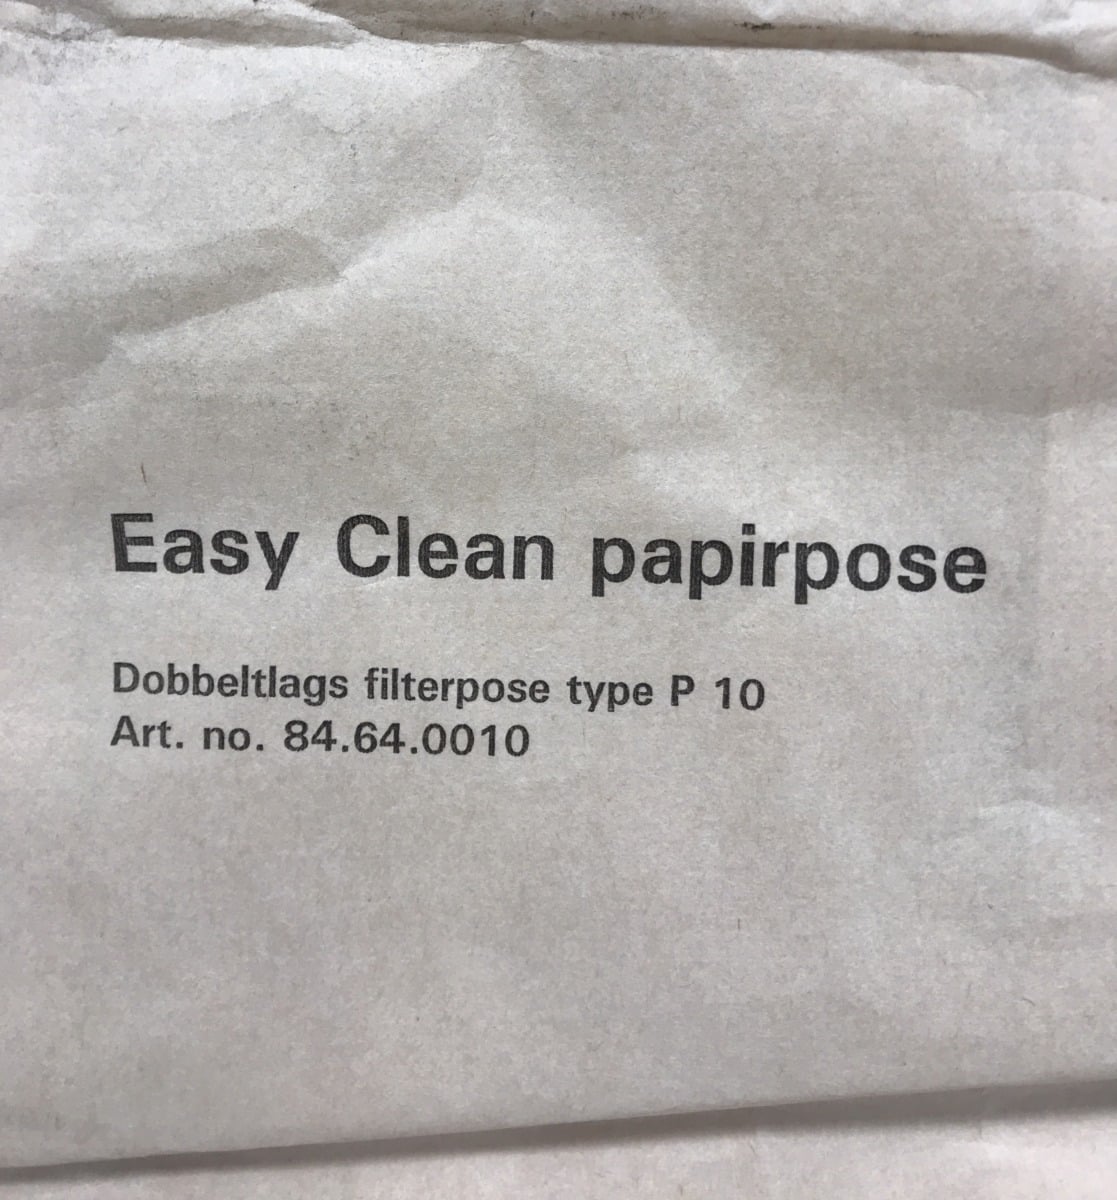 Easy Clean papirpose
Dobbeltlags filterpose type P 10
Art. no. 84.64.0010